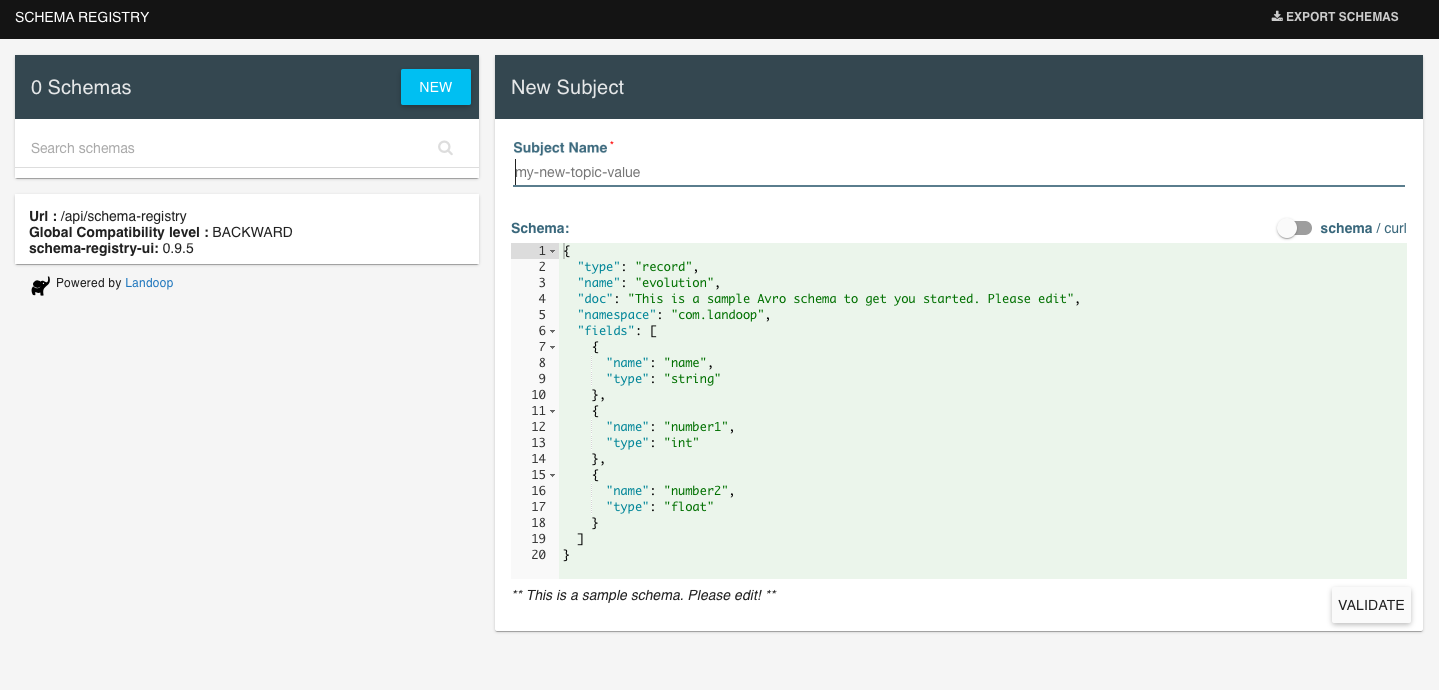 SCHEMA REGISTRY
EXPORT SCHEMAS
0 Schemas
NEW
Search schemas
Url : /api/schema-registry
Global Compatibility level : BACKWARD
schema-registry-ui: 0.9.5
Powered by Landoop
New Subject
Subject Name *
my-new-topic-value
Schema:
schema / curl
1 {
2 "type": "record",
3 "name": "evolution",
4 "doc": "This is a sample Avro schema to get you started. Please edit",
5 "namespace": "com.landoop",
6 "fields": [
7 {
8 "name": "name",
9 "type": "string"
10 },
11 {
12 "name": "number1",
13 "type": "int"
14 },
15 {
16 "name": "number2",
17 "type": "float"
18 }
19 ]
20 }
** This is a sample schema. Please edit! **
VALIDATE